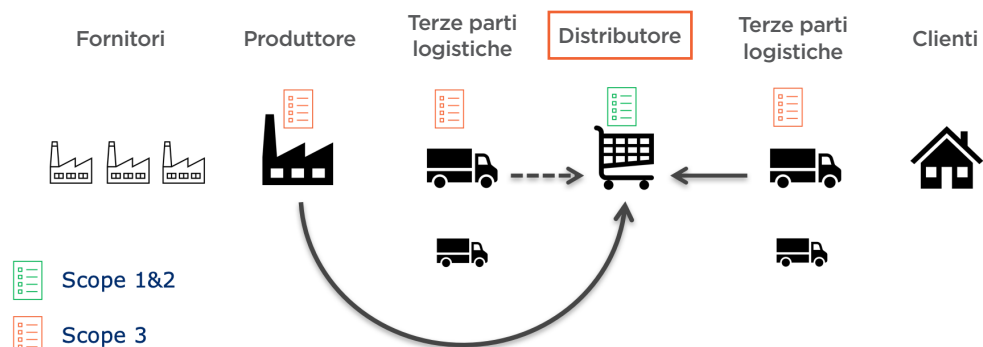 Fornitori
Produttore
Terze parti
logistiche
Distributore
Terze parti
logistiche
Clienti
Scope 1&2
Scope 3